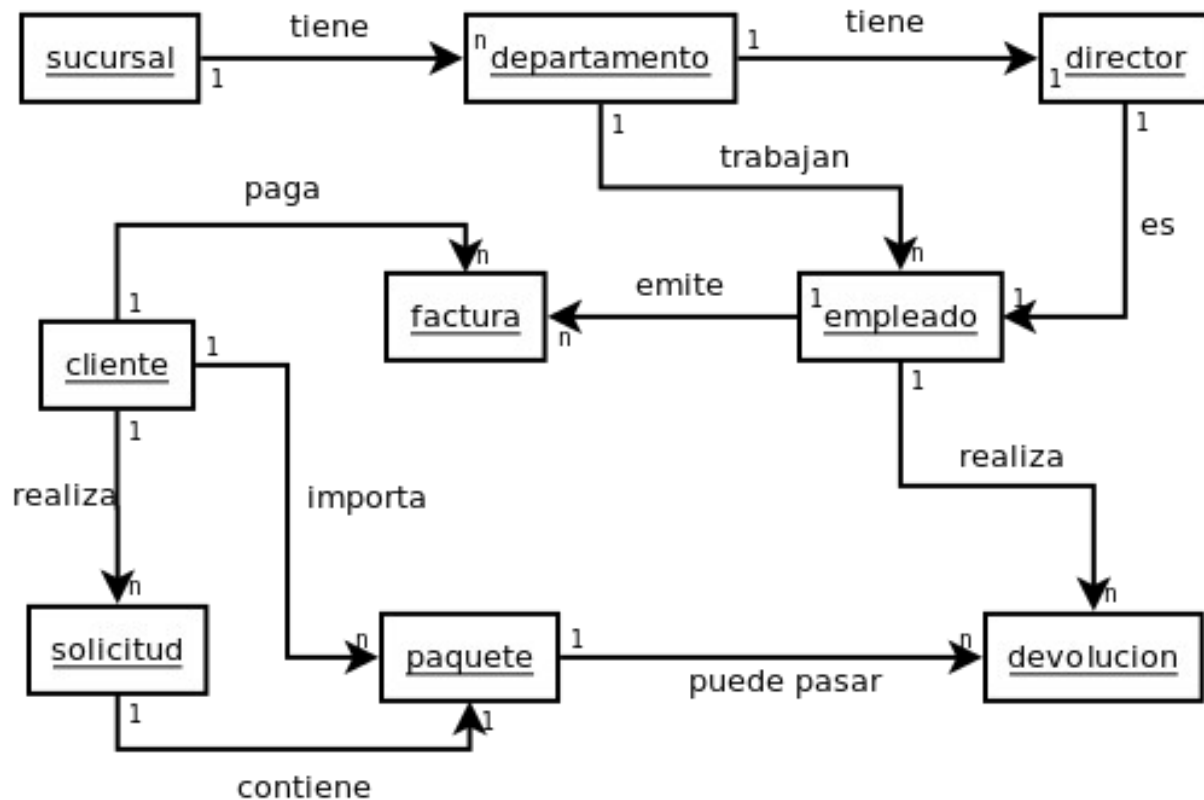 tiene
tiene
sucursal
1
n
departamento
1
1
director
1
1
trabajan
paga
es
n
n
emite
1
factura
n
1
empleado
1
1
cliente
1
1
1
realiza
realiza
importa
n
n
solicitud
n
paquete
1
n
devolucion
puede pasar
1
1
contiene